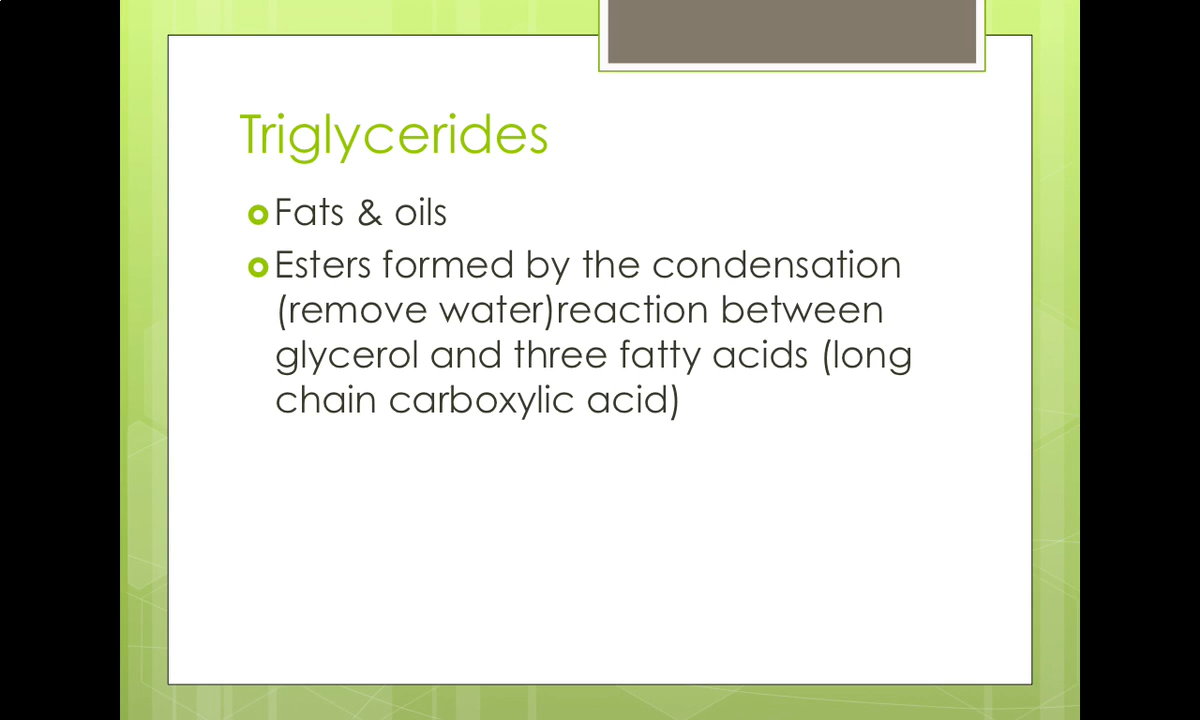 Triglycerides
Fats & oils
Esters formed by the condensation
(remove water)reaction between
glycerol and three fatty acids (long
chain carboxylic acid)